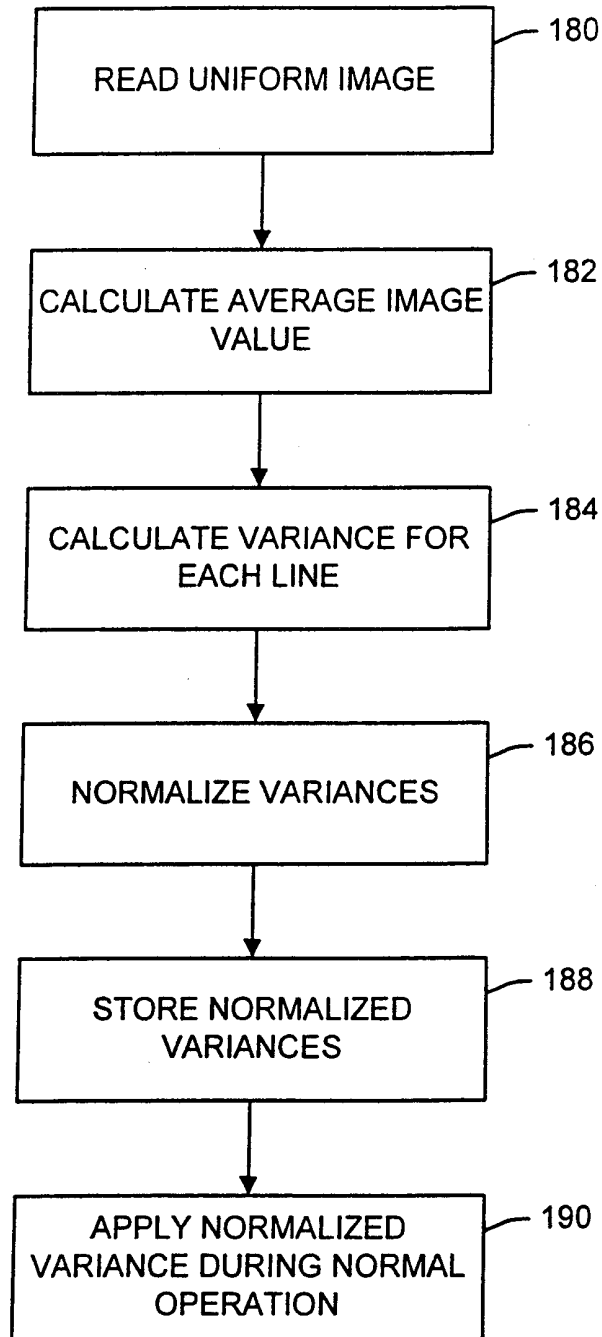 180
READ UNIFORM IMAGE
182
CALCULATE AVERAGE IMAGE
VALUE
184
CALCULATE VARIANCE FOR
EACH LINE
186
NORMALIZE VARIANCES
188
STORE NORMALIZED
VARIANCES
190
APPLY NORMALIZED
VARIANCE DURING NORMAL
OPERATION